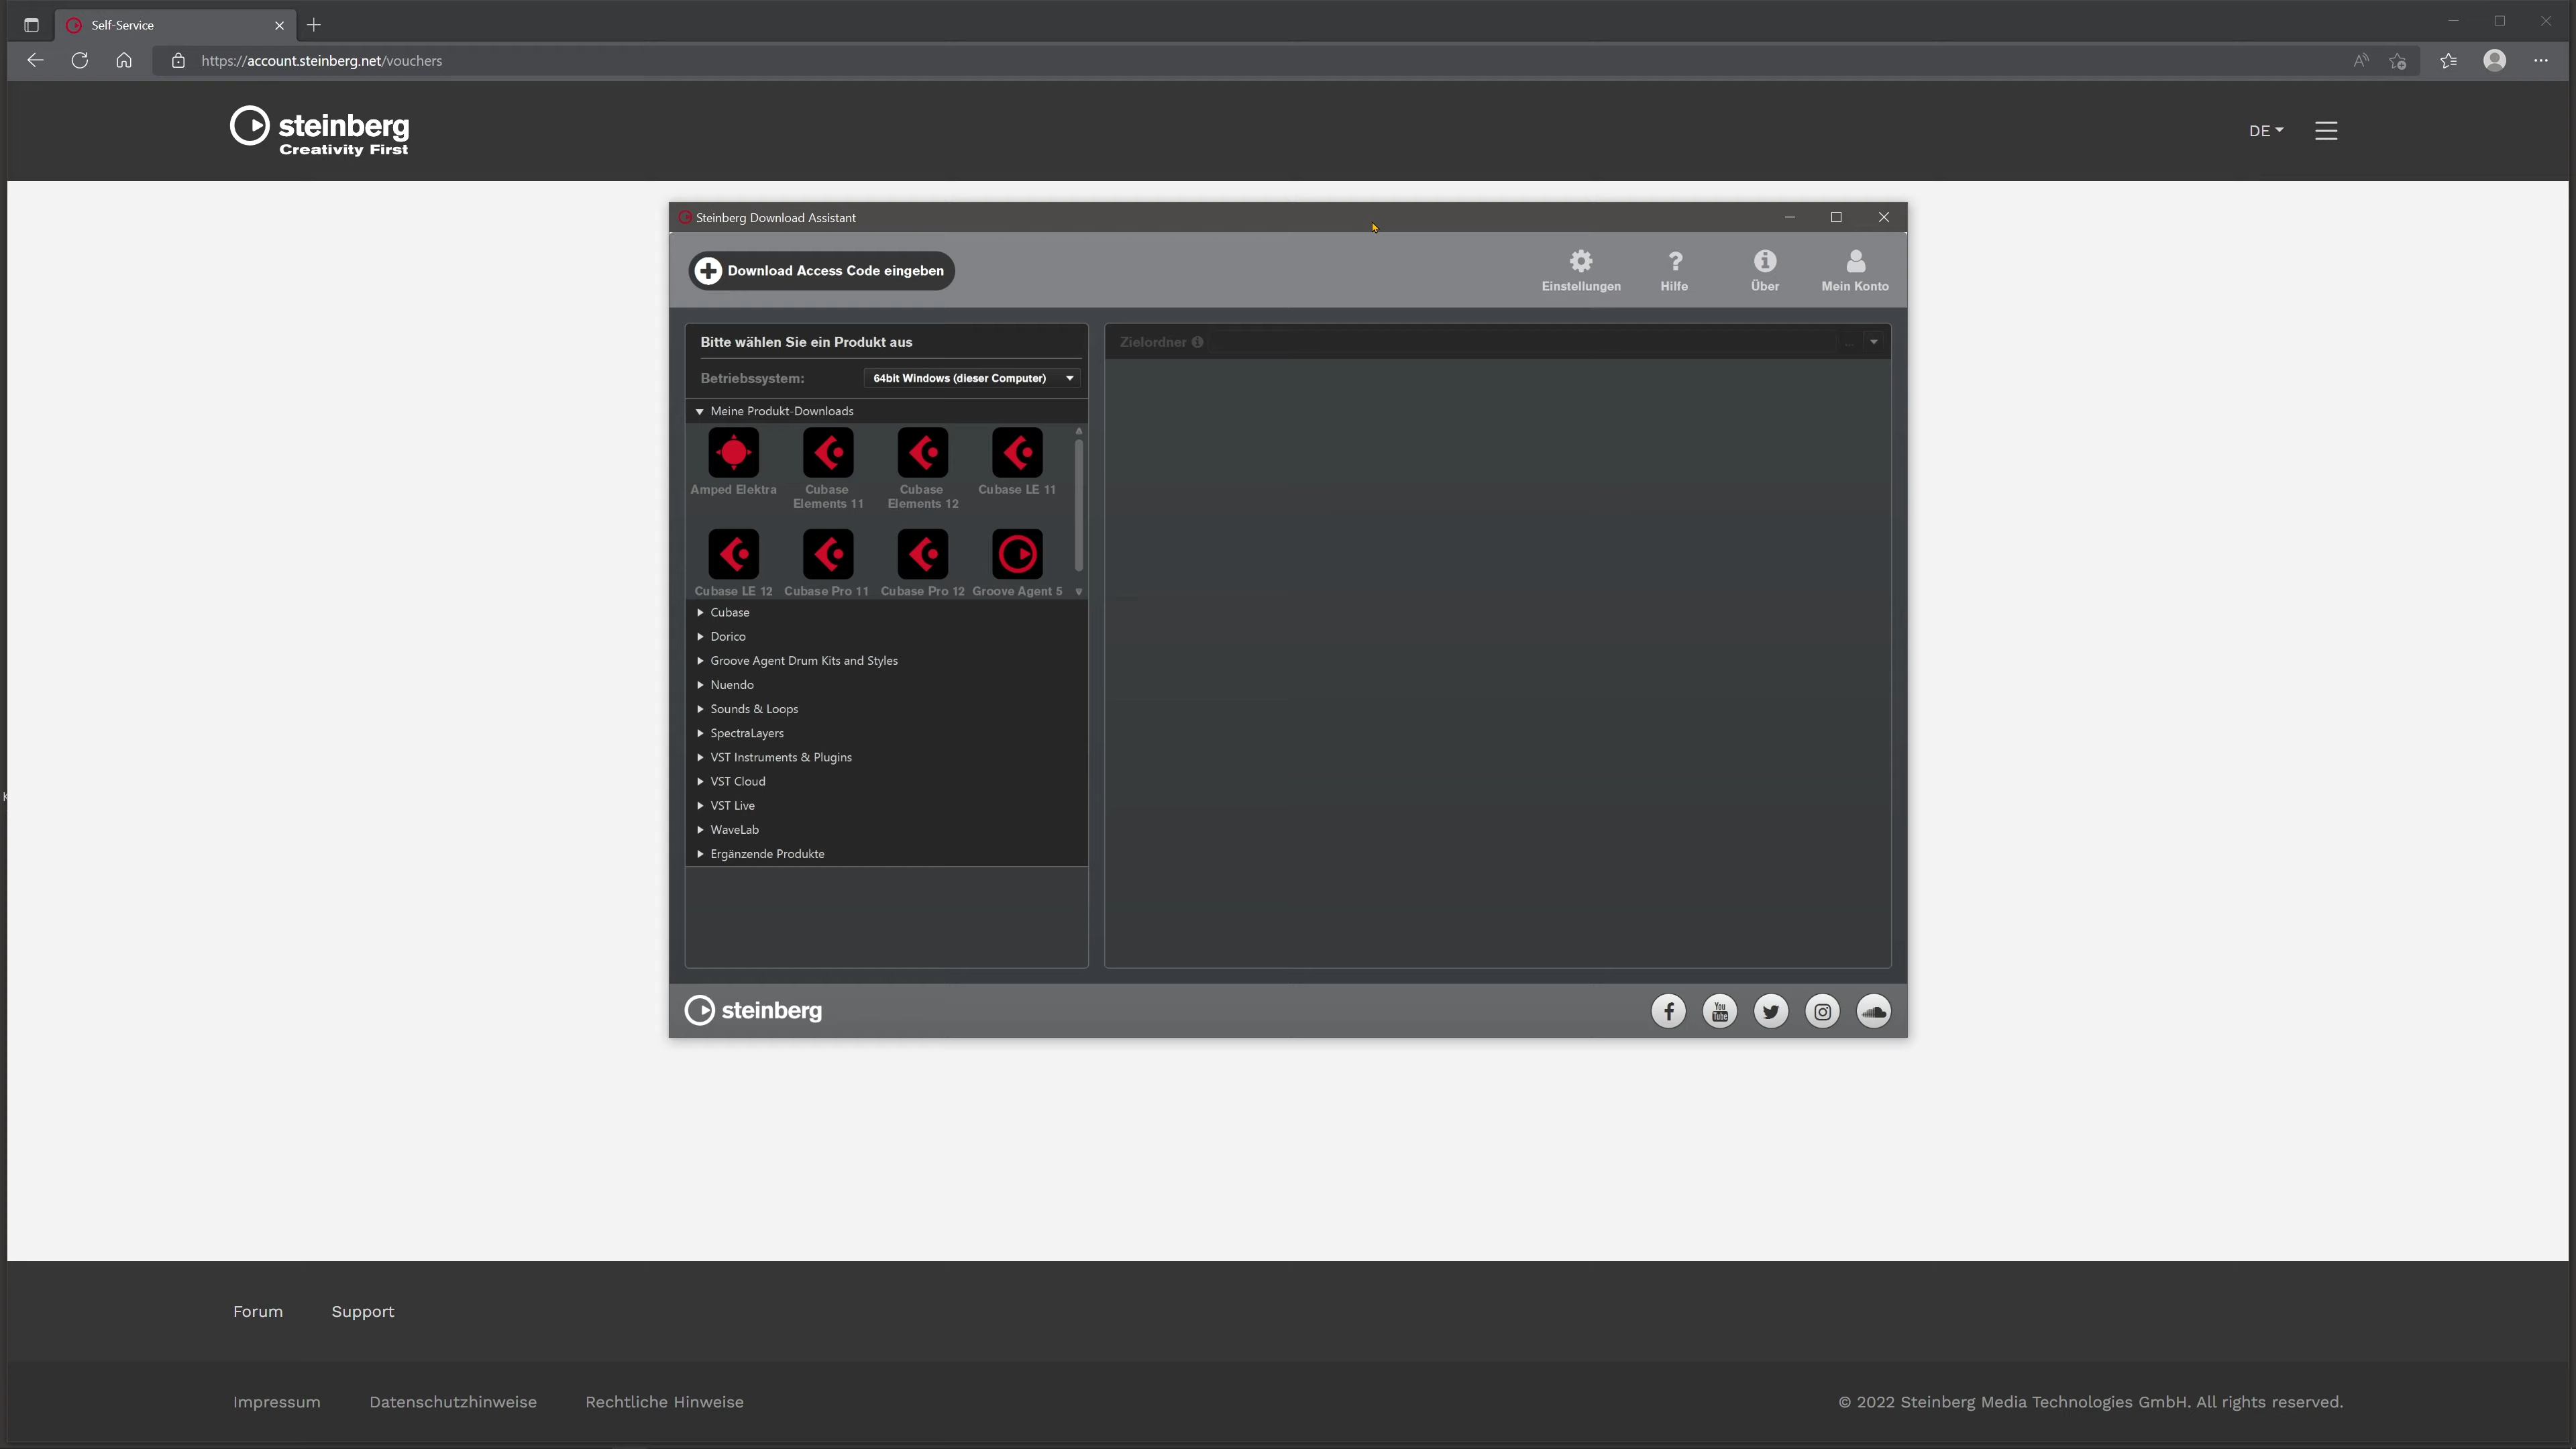 Self-Service
https://account.steinberg.net/vouchers
steinberg
Creativity First
DE
Steinberg Download Assistant
Download Access Code eingeben
Einstellungen
Hilfe
Über
Mein Konto
Bitte wählen Sie ein Produkt aus
Zielordner
...
Betriebssystem:
64bit Windows (dieser Computer)
Meine Produkt-Downloads
Amped Elektra
Cubase
Elements 11
Cubase
Elements 12
Cubase LE 11
Cubase LE 12
Cubase Pro 11
Cubase Pro 12
Groove Agent 5
Cubase
Dorico
Groove Agent Drum Kits and Styles
Nuendo
Sounds & Loops
SpectraLayers
VST Instruments & Plugins
VST Cloud
VST Live
WaveLab
Ergänzende Produkte
steinberg
You
Tube
Forum
Support
Impressum
Datenschutzhinweise
Rechtliche Hinweise
© 2022 Steinberg Media Technologies GmbH. All rights reserved.